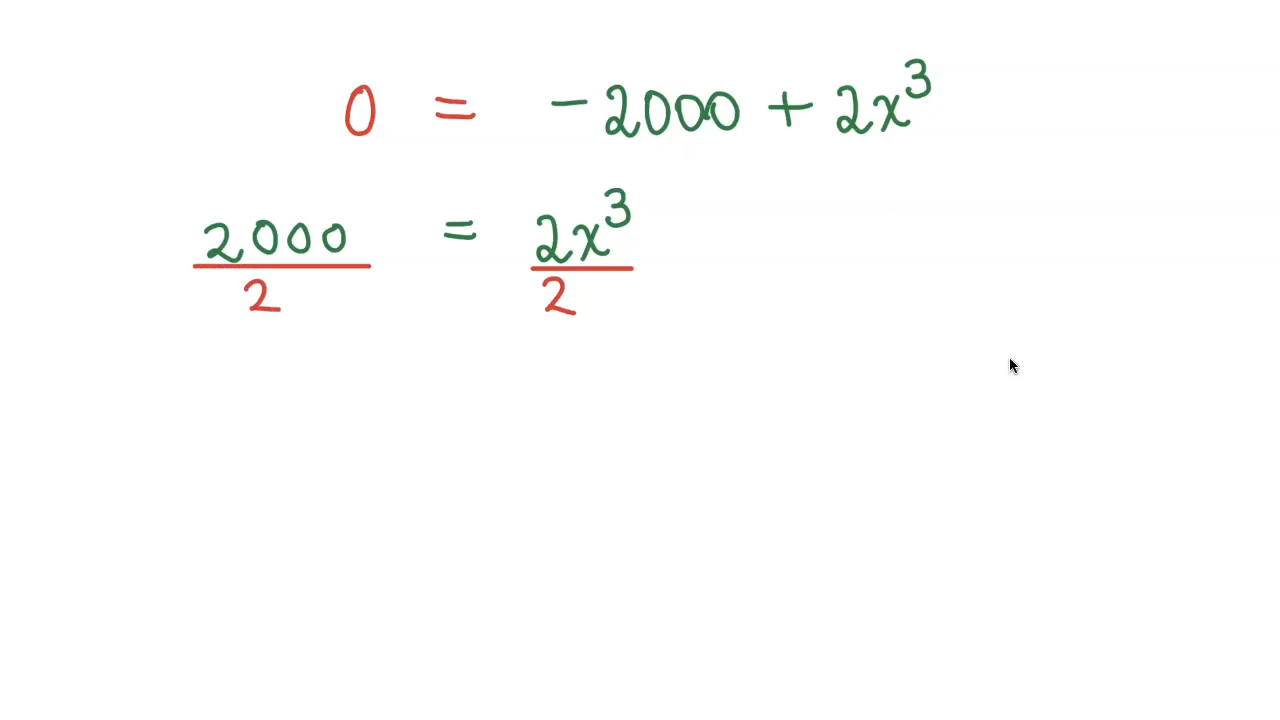 0 = -2000 + 2x³
2000 = 2x³
2 2